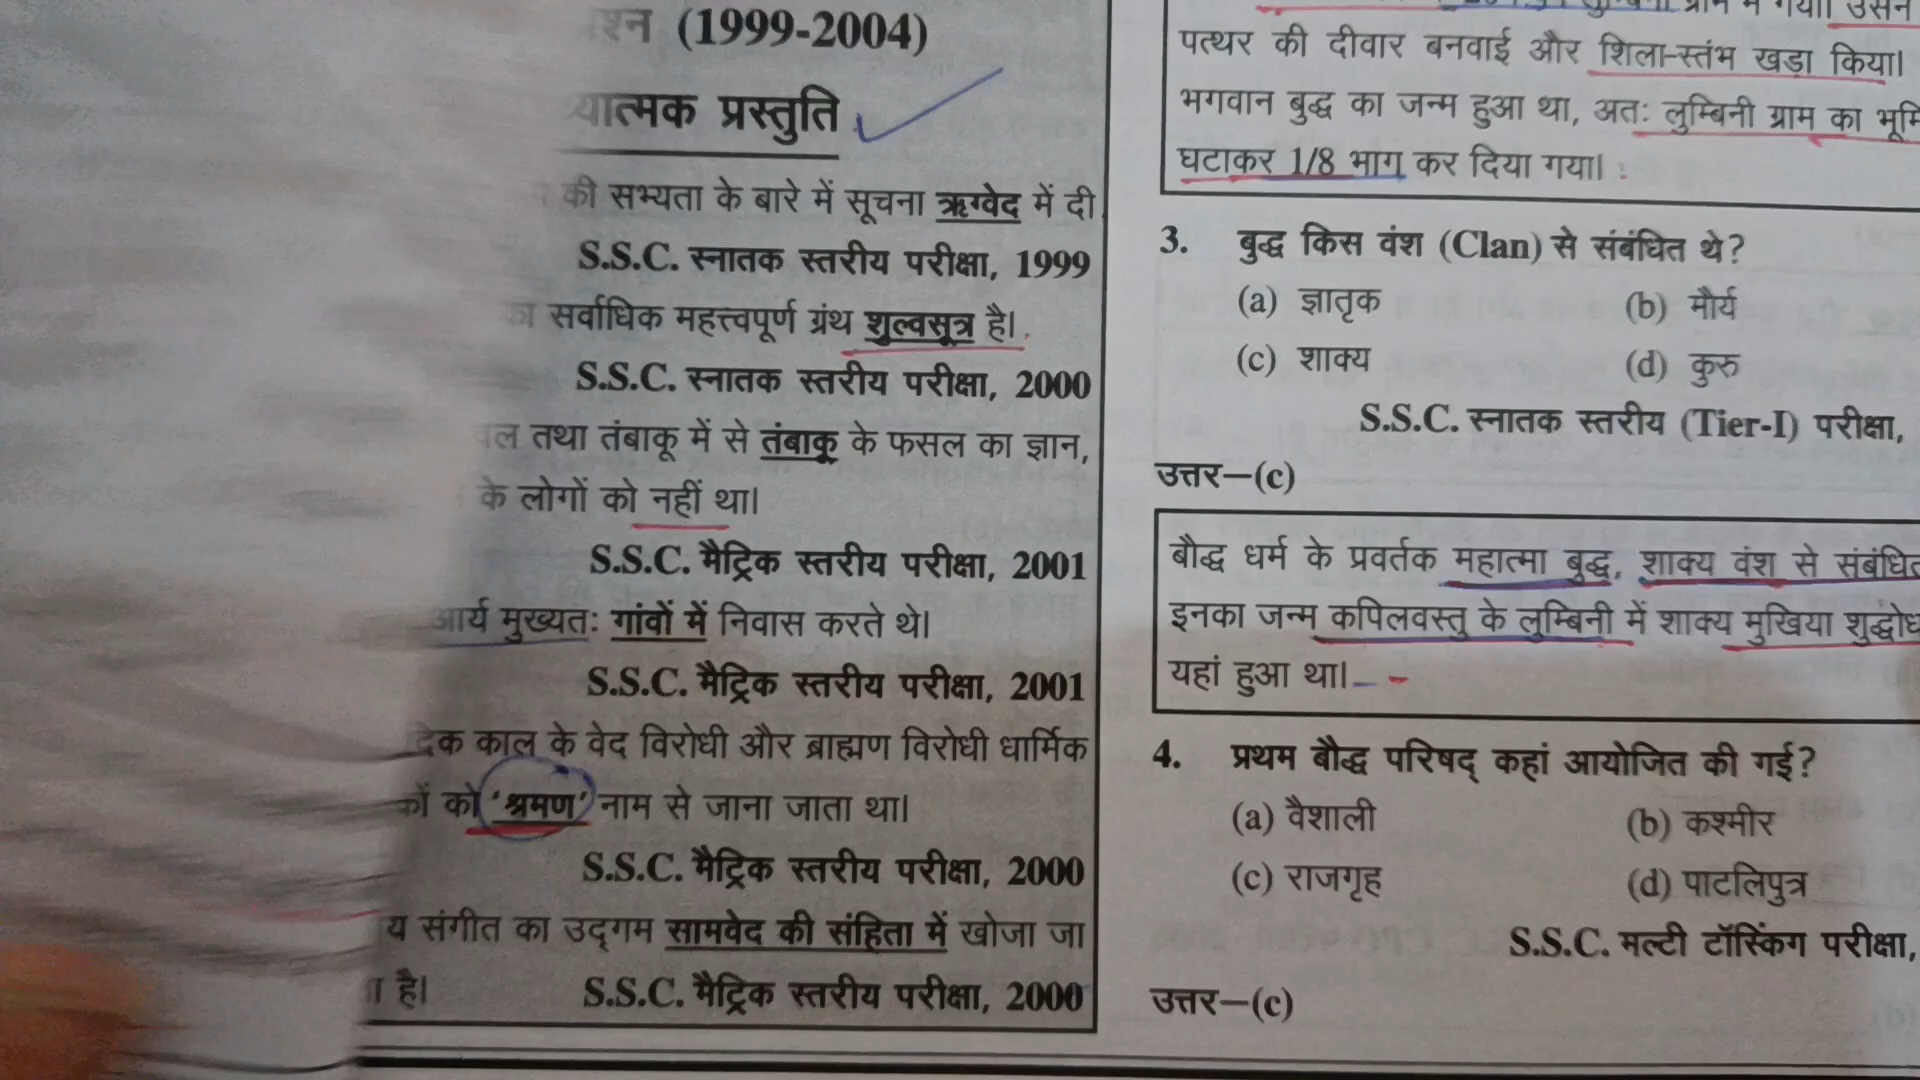 (1999-2004)
प्रस्तुति
की सभ्यता के बारे में सूचना ऋग्वेद में दी
S.S.C. स्नातक स्तरीय परीक्षा, 1999
सर्वाधिक महत्त्वपूर्ण ग्रंथ शुल्वसूत्र है।
S.S.C. स्नातक स्तरीय परीक्षा, 2000
तथा तंबाकू में से तंबाकू के फसल का ज्ञान,
के लोगों को नहीं था।
S.S.C. मैट्रिक स्तरीय परीक्षा, 2001
आर्य मुख्यतः गांवों में निवास करते थे।
S.S.C. मैट्रिक स्तरीय परीक्षा, 2001
काल के वेद विरोधी और ब्राह्मण विरोधी धार्मिक
को 'श्रमण' नाम से जाना जाता था।
S.S.C. मैट्रिक स्तरीय परीक्षा, 2000
संगीत का उद्गम सामवेद की संहिता में खोजा जा
है। S.S.C. मैट्रिक स्तरीय परीक्षा, 2000
ग्राम में गया। उसने
पत्थर की दीवार बनवाई और शिला-स्तंभ खड़ा किया।
भगवान बुद्ध का जन्म हुआ था, अतः लुम्बिनी ग्राम का
घटाकर 1/8 भाग कर दिया गया।
3. बुद्ध किस वंश (Clan) से संबंधित थे?
(a) ज्ञातृक (b) मौर्य
(c) शाक्य (d) कुरु
S.S.C. स्नातक स्तरीय (Tier-I) परीक्षा,
उत्तर—(c)
बौद्ध धर्म के प्रवर्तक महात्मा बुद्ध, शाक्य वंश से संबंधित
इनका जन्म कपिलवस्तु के लुम्बिनी में शाक्य मुखिया
यहां हुआ था।
4. प्रथम बौद्ध परिषद् कहां आयोजित की गई?
(a) वैशाली (b) कश्मीर
(c) राजगृह (d) पाटलिपुत्र
S.S.C. मल्टी टॉस्किंग परीक्षा,
उत्तर—(c)